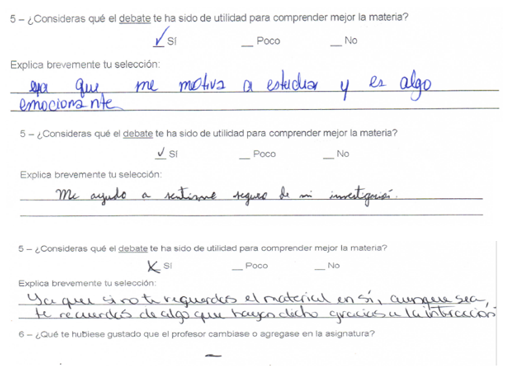 5 – ¿Consideras qué el debate te ha sido de utilidad para comprender mejor la materia?
✓ Sí __ Poco __ No
Explica brevemente tu selección:
ya que me motiva a estudiar y es algo
emocionante
5 – ¿Consideras qué el debate te ha sido de utilidad para comprender mejor la materia?
✓ Sí __ Poco __ No
Explica brevemente tu selección:
Me ayudo a sentirme seguro de mi investigación.
5 – ¿Consideras qué el debate te ha sido de utilidad para comprender mejor la materia?
X Sí __ Poco __ No
Explica brevemente tu selección:
Ya que si no te recuerdas el material en sí, aunque sea,
te recuerdas de algo que hayan dicho gracias a la
6 – ¿Qué te hubiese gustado que el profesor cambiase o agregase en la asignatura?
–